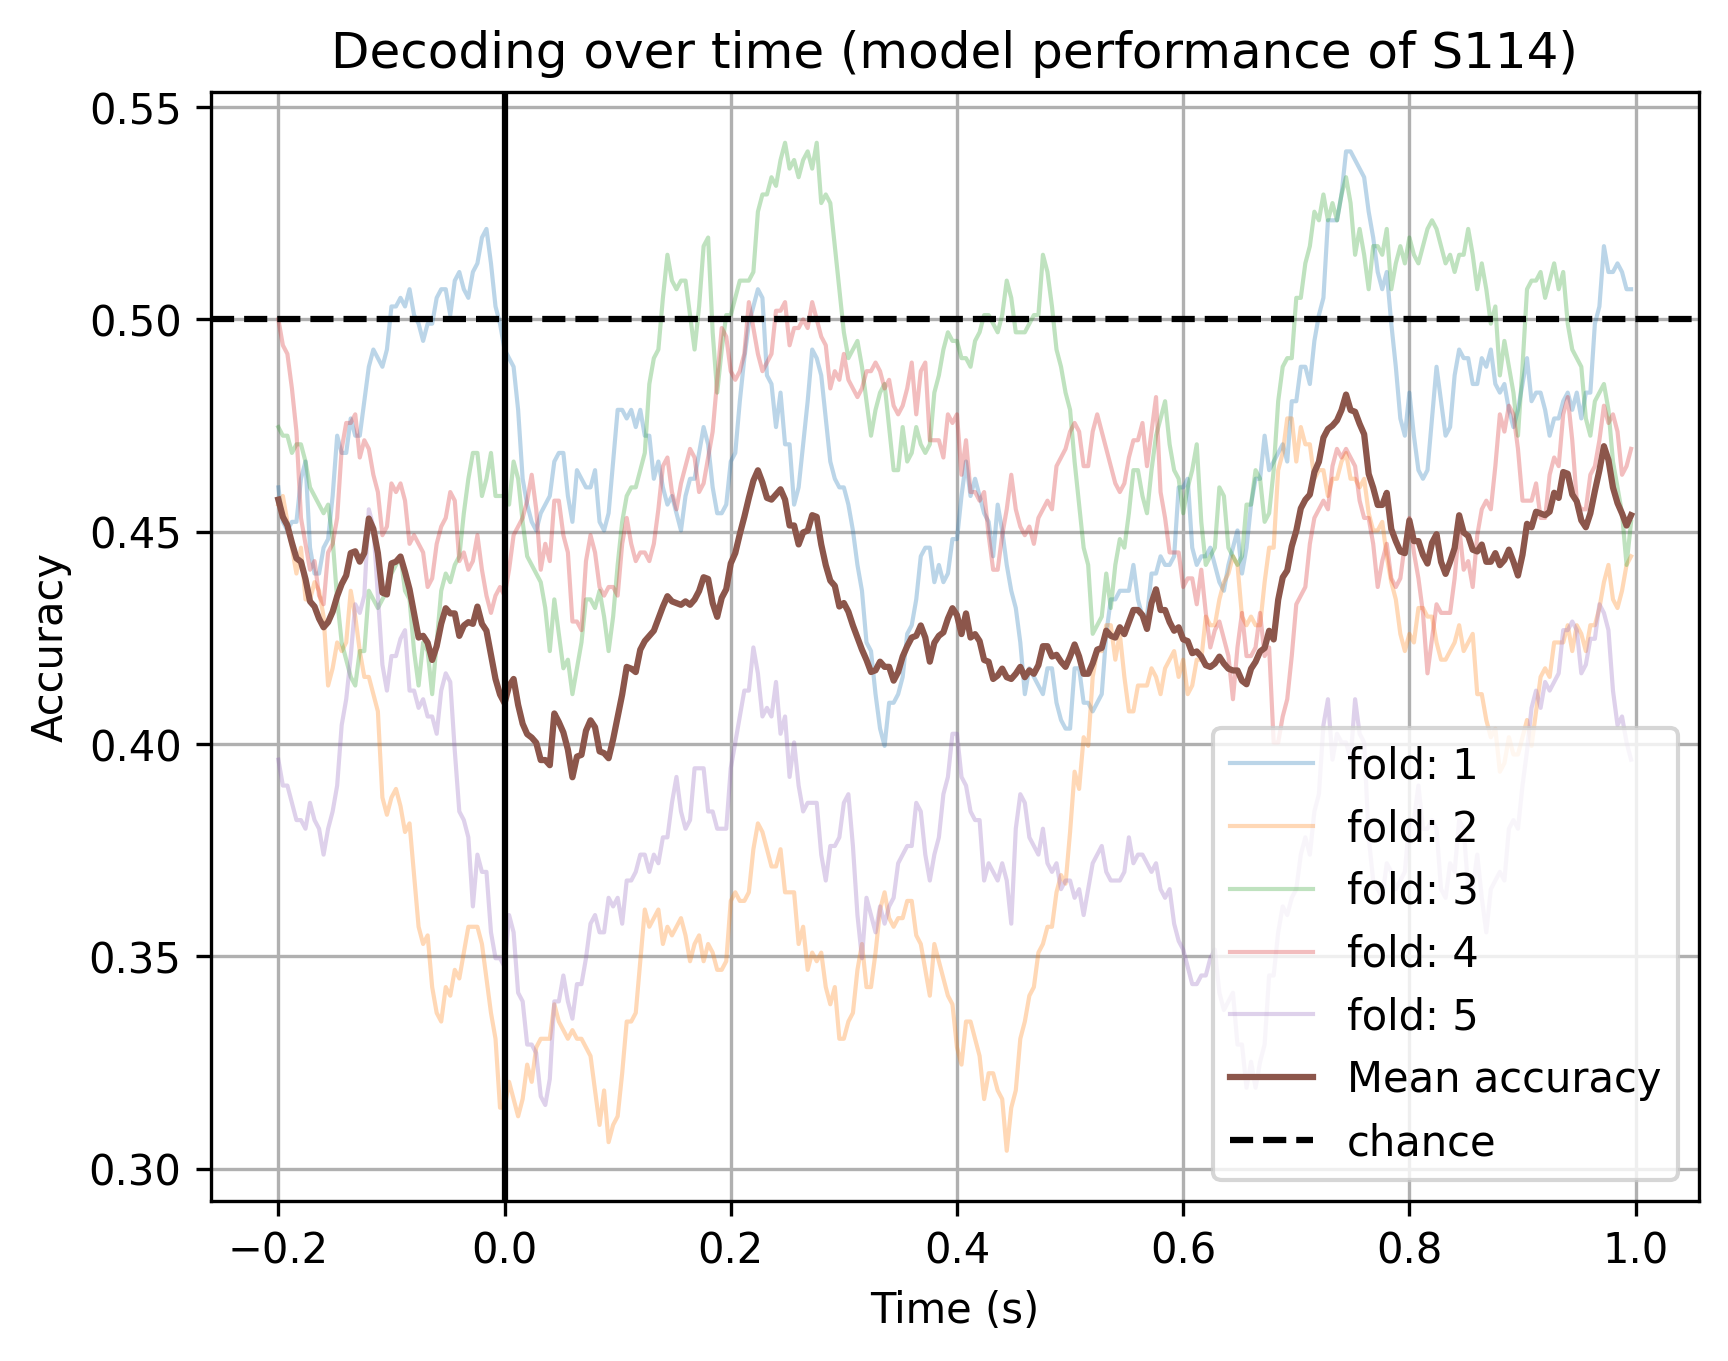 Decoding over time (model performance of S114)
0.55
0.50
0.45
0.40
0.35
0.30
Accuracy
fold: 1
fold: 2
fold: 3
fold: 4
fold: 5
Mean accuracy
chance
−0.2 0.0 0.2 0.4 0.6 0.8 1.0
Time (s)